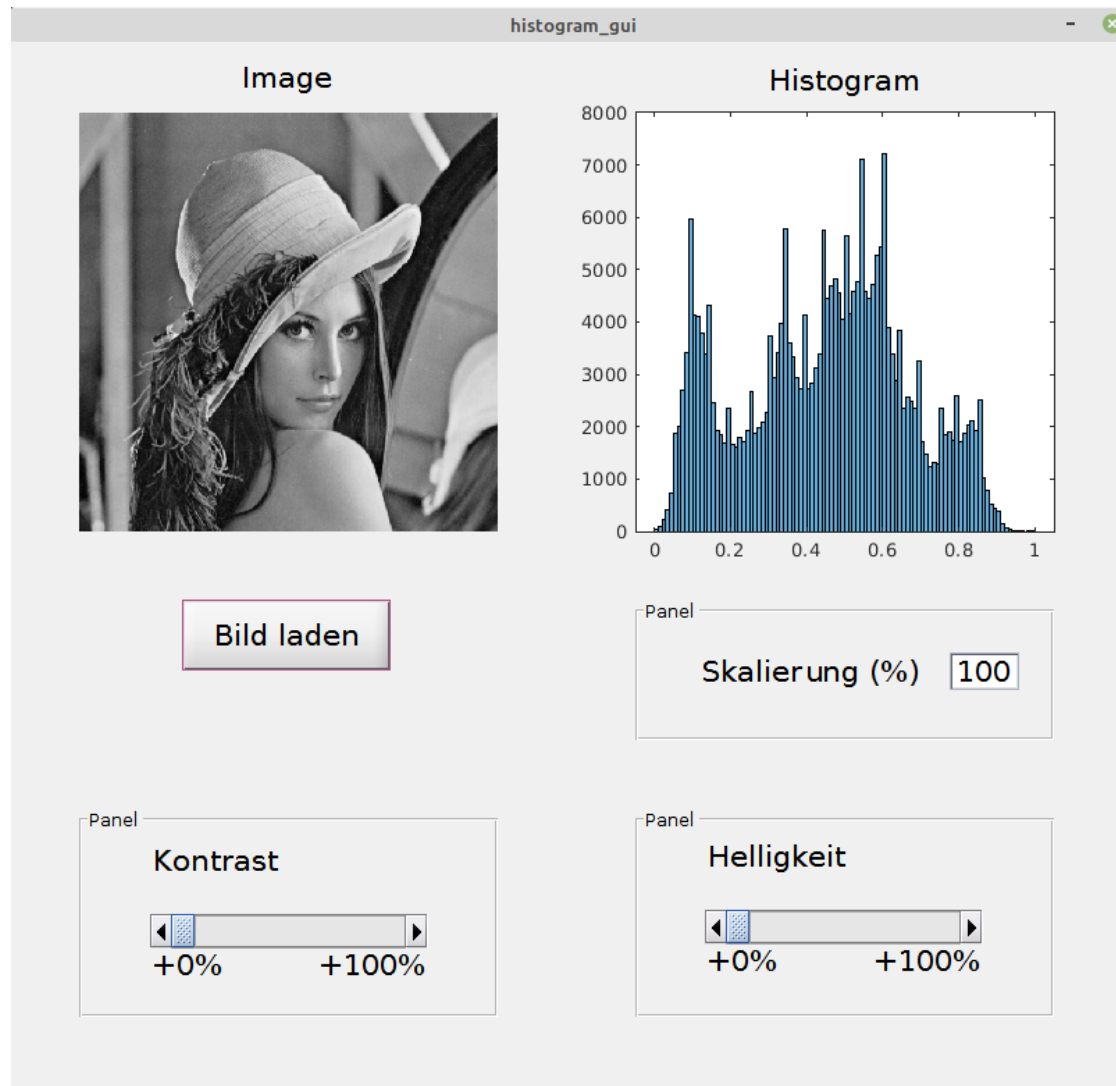 histogram_gui
Image
Histogram
8000
7000
6000
5000
4000
3000
2000
1000
0
0 0.2 0.4 0.6 0.8 1
Bild laden
Panel
Skalierung (%) 100
Panel
Kontrast
+0% +100%
Panel
Helligkeit
+0% +100%